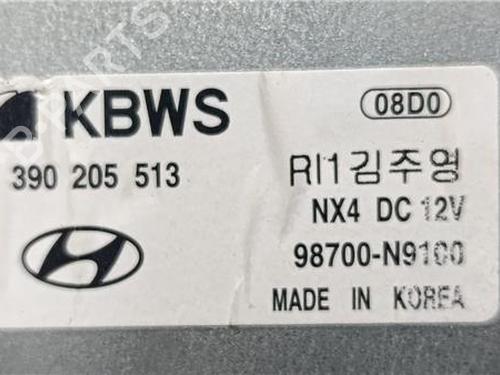 KBWS
08D0
390 205 513
RI1김주영
NX4 DC 12V
98700-N9100
MADE IN KOREA